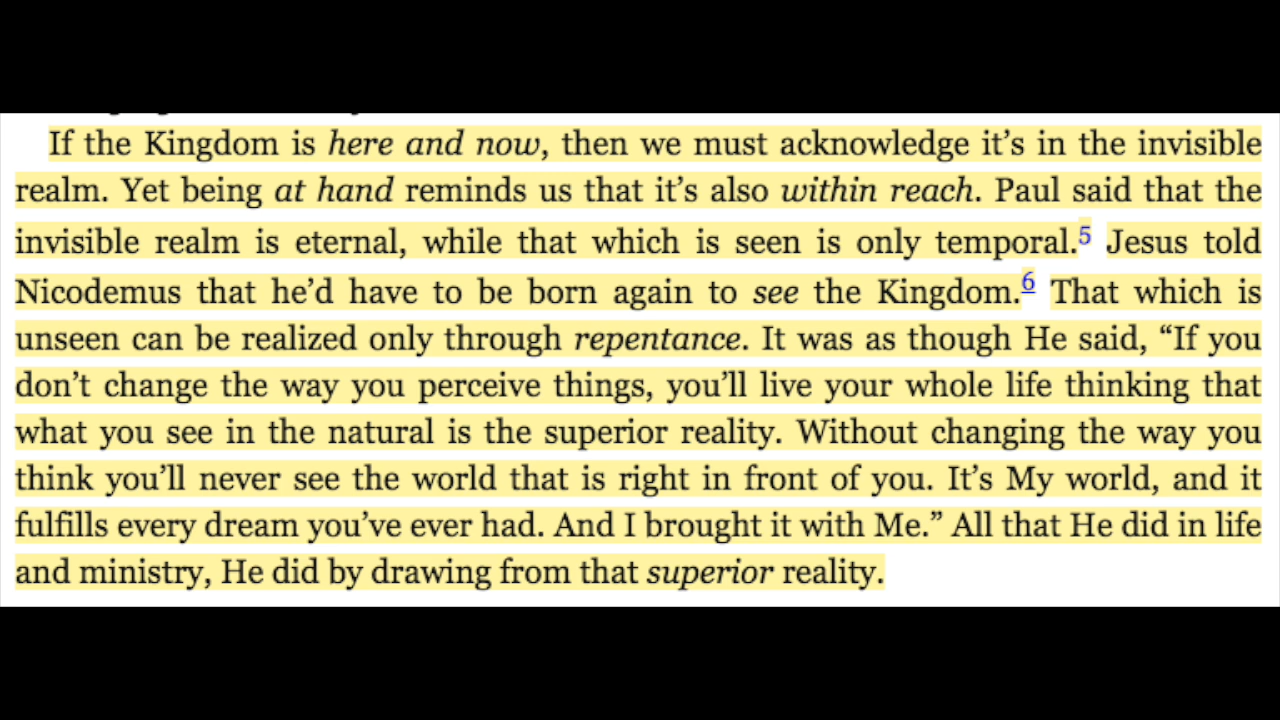 If the Kingdom is here and now, then we must acknowledge it’s in the invisible
realm. Yet being at hand reminds us that it’s also within reach. Paul said that the
invisible realm is eternal, while that which is seen is only temporal.5 Jesus told
Nicodemus that he’d have to be born again to see the Kingdom.6 That which is
unseen can be realized only through repentance. It was as though He said, “If you
don’t change the way you perceive things, you’ll live your whole life thinking that
what you see in the natural is the superior reality. Without changing the way you
think you’ll never see the world that is right in front of you. It’s My world, and it
fulfills every dream you’ve ever had. And I brought it with Me.” All that He did in life
and ministry, He did by drawing from that superior reality.